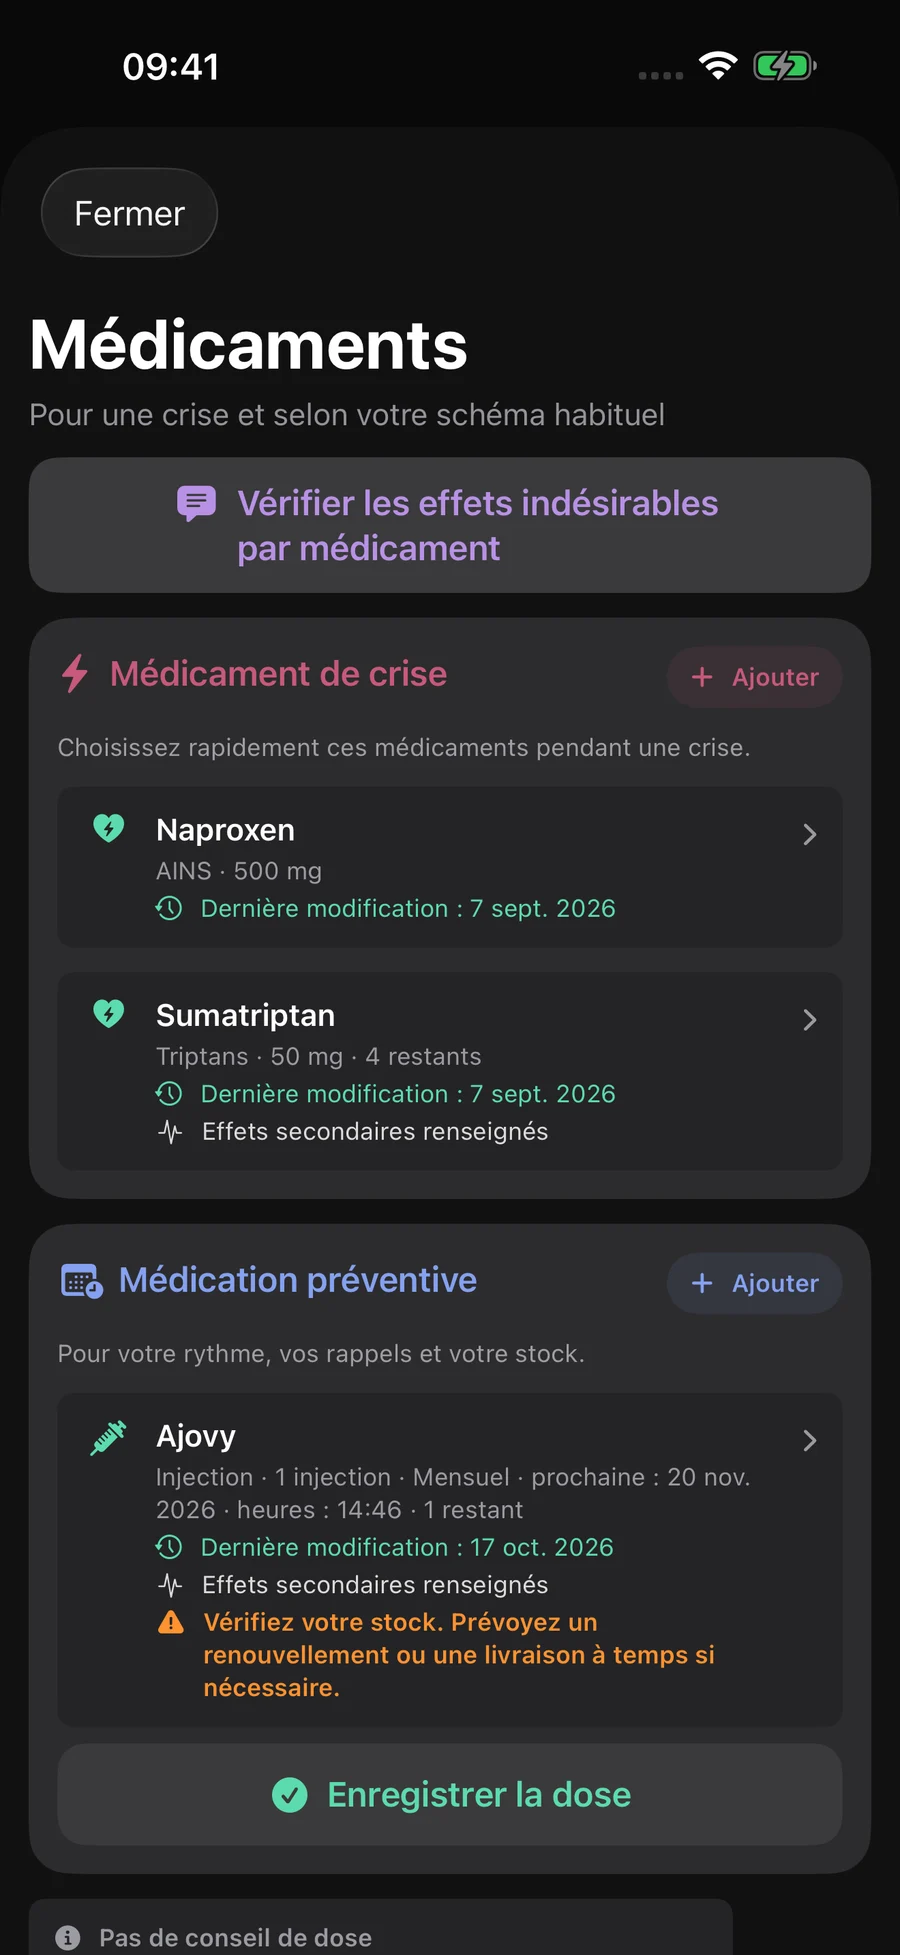 09:41
Fermer
Médicaments
Pour une crise et selon votre schéma habituel
Vérifier les effets indésirables
par médicament
Médicament de crise
+ Ajouter
Choisissez rapidement ces médicaments pendant une crise.
Naproxen
AINS · 500 mg
Dernière modification : 7 sept. 2026
Sumatriptan
Triptans · 50 mg · 4 restants
Dernière modification : 7 sept. 2026
Effets secondaires renseignés
Médication préventive
+ Ajouter
Pour votre rythme, vos rappels et votre stock.
Ajovy
Injection · 1 injection · Mensuel · prochaine : 20 nov.
2026 · heures : 14:46 · 1 restant
Dernière modification : 17 oct. 2026
Effets secondaires renseignés
Vérifiez votre stock. Prévoyez un
renouvellement ou une livraison à temps si
nécessaire.
Enregistrer la dose
Pas de conseil de dose